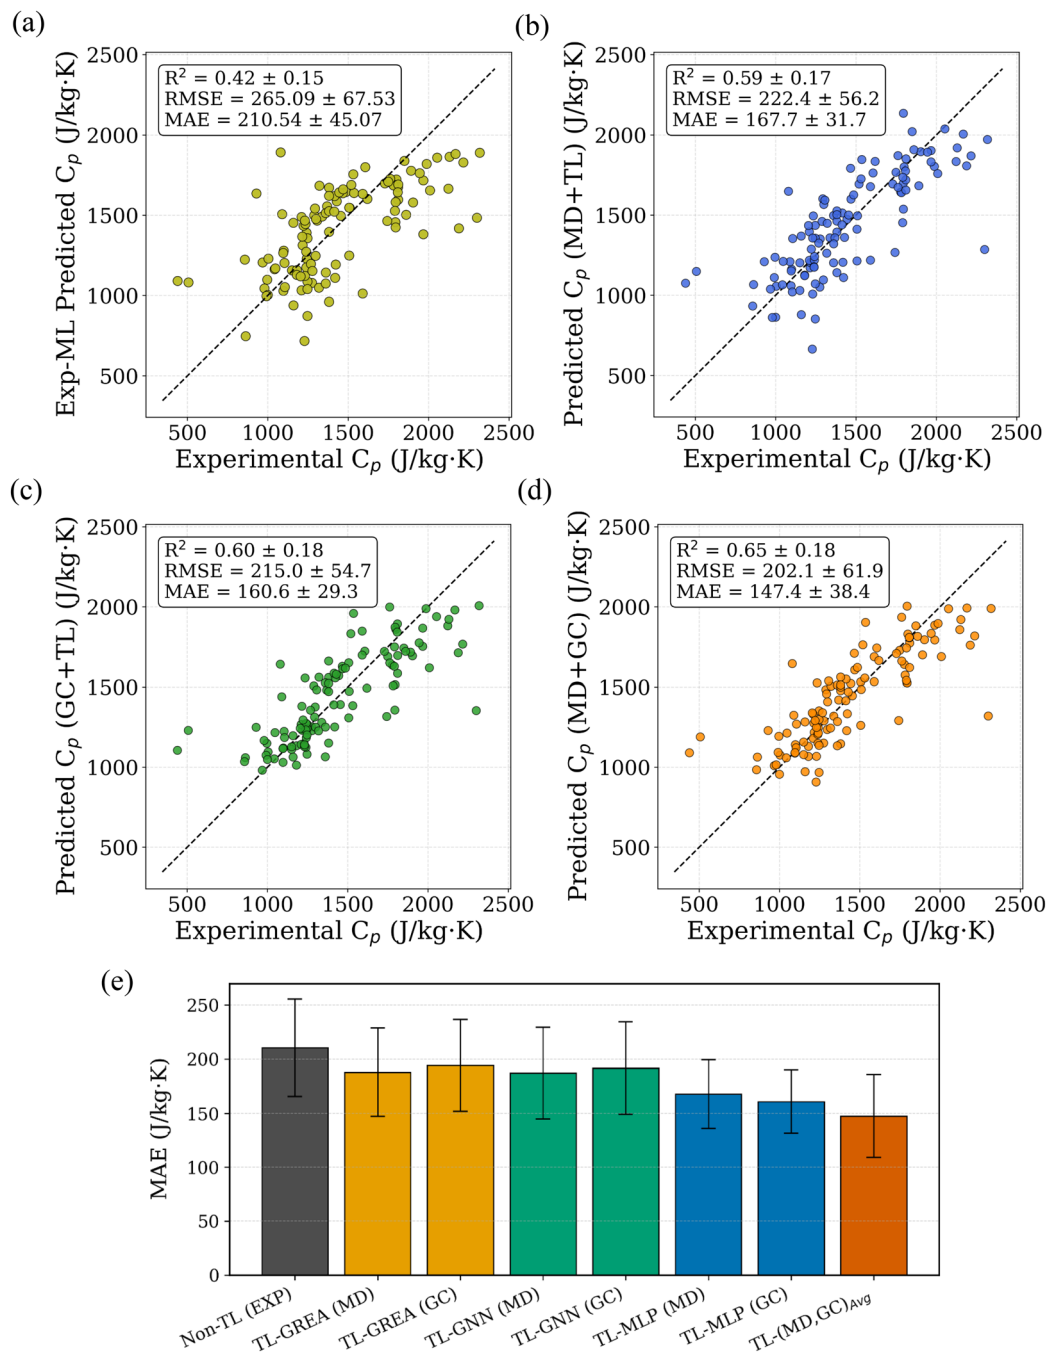 (a)
R² = 0.42 ± 0.15
RMSE = 265.09 ± 67.53
MAE = 210.54 ± 45.07
Exp-ML Predicted Cₚ (J/kg·K)
2500
2000
1500
1000
500
500 1000 1500 2000 2500
Experimental Cₚ (J/kg·K)
(b)
R² = 0.59 ± 0.17
RMSE = 222.4 ± 56.2
MAE = 167.7 ± 31.7
Predicted Cₚ (MD+TL) (J/kg·K)
2500
2000
1500
1000
500
500 1000 1500 2000 2500
Experimental Cₚ (J/kg·K)
(c)
R² = 0.60 ± 0.18
RMSE = 215.0 ± 54.7
MAE = 160.6 ± 29.3
Predicted Cₚ (GC+TL) (J/kg·K)
2500
2000
1500
1000
500
500 1000 1500 2000 2500
Experimental Cₚ (J/kg·K)
(d)
R² = 0.65 ± 0.18
RMSE = 202.1 ± 61.9
MAE = 147.4 ± 38.4
Predicted Cₚ (MD+GC) (J/kg·K)
2500
2000
1500
1000
500
500 1000 1500 2000 2500
Experimental Cₚ (J/kg·K)
(e)
MAE (J/kg·K)
250
200
150
100
50
0
Non-TL (EXP)
TL-GREA (MD)
TL-GREA (GC)
TL-GNN (MD)
TL-GNN (GC)
TL-MLP (MD)
TL-MLP (GC)
TL-(MD,GC)Avg